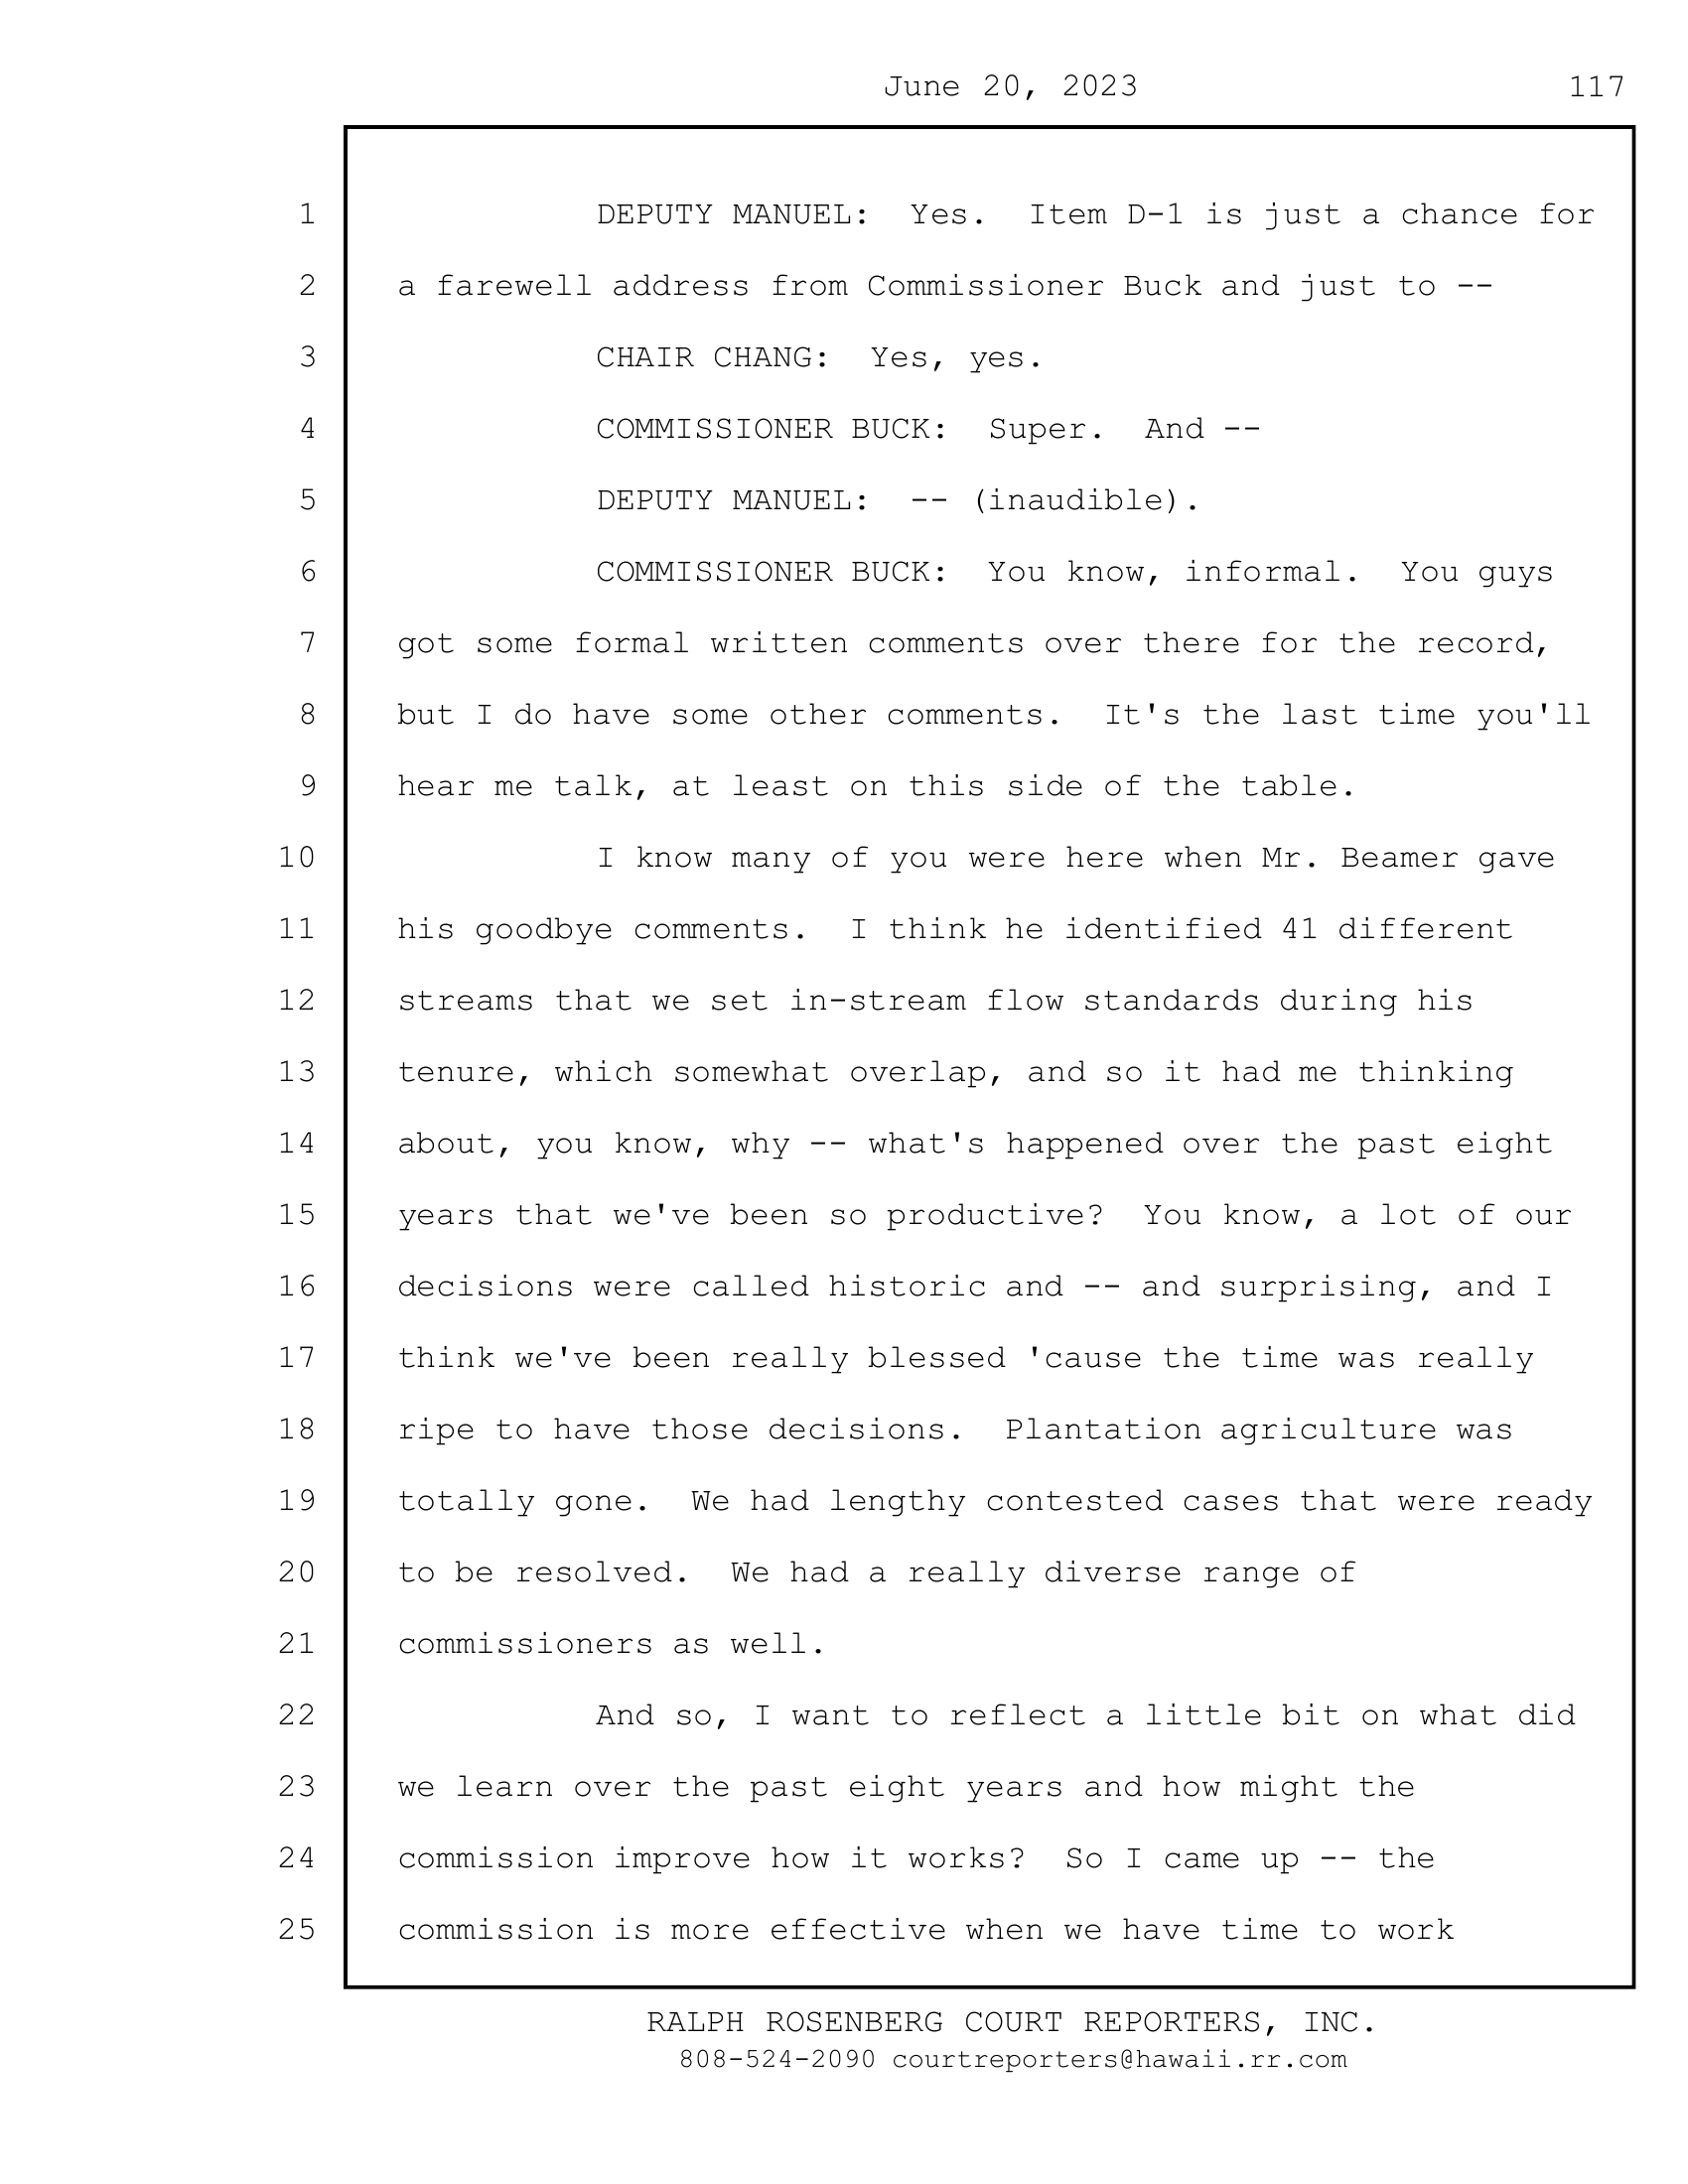 June 20, 2023 117
1 DEPUTY MANUEL:  Yes.  Item D-1 is just a chance for
2 a farewell address from Commissioner Buck and just to --
3 CHAIR CHANG:  Yes, yes.
4 COMMISSIONER BUCK:  Super.  And --
5 DEPUTY MANUEL:  -- (inaudible).
6 COMMISSIONER BUCK:  You know, informal.  You guys
7 got some formal written comments over there for the record,
8 but I do have some other comments.  It's the last time you'll
9 hear me talk, at least on this side of the table.
10 I know many of you were here when Mr. Beamer gave
11 his goodbye comments.  I think he identified 41 different
12 streams that we set in-stream flow standards during his
13 tenure, which somewhat overlap, and so it had me thinking
14 about, you know, why -- what's happened over the past eight
15 years that we've been so productive?  You know, a lot of our
16 decisions were called historic and -- and surprising, and I
17 think we've been really blessed 'cause the time was really
18 ripe to have those decisions.  Plantation agriculture was
19 totally gone.  We had lengthy contested cases that were ready
20 to be resolved.  We had a really diverse range of
21 commissioners as well.
22 And so, I want to reflect a little bit on what did
23 we learn over the past eight years and how might the
24 commission improve how it works?  So I came up -- the
25 commission is more effective when we have time to work
RALPH ROSENBERG COURT REPORTERS, INC.
808-524-2090 courtreporters@hawaii.rr.com